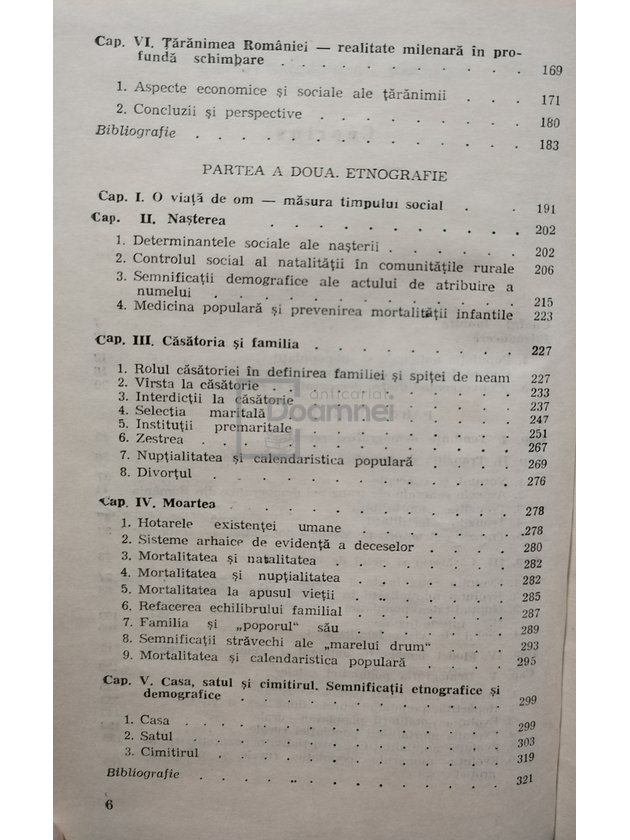 Cap. VI. Țărănimea României — realitate milenară în pro-
fundă schimbare . . . . . . . . . . 169
1. Aspecte economice și sociale ale țărănimii . . . 171
2. Concluzii și perspective . . . . . . . . 180
Bibliografie . . . . . . . . . . . . . 183
PARTEA A DOUA. ETNOGRAFIE
Cap. I. O viață de om — măsura timpului social . . 191
Cap. II. Nașterea . . . . . . . . . . 202
1. Determinantele sociale ale nașterii . . . . . 202
2. Controlul social al natalității în comunitățile rurale 206
3. Semnificații demografice ale actului de atribuire a
numelui . . . . . . . . . . . . 215
4. Medicina populară și prevenirea mortalității infantile 223
Cap. III. Căsătoria și familia . . . . . . . . 227
1. Rolul căsătoriei în definirea familiei și spiței de neam 227
2. Vîrsta la căsătorie . . . . . . . . . . 233
3. Interdicții la căsătorie . . . . . . . . . 237
4. Selecția maritală . . . . . . . . . . 247
5. Instituții premaritale . . . . . . . . . 251
6. Zestrea . . . . . . . . . . . . . 267
7. Nupțialitatea și calendaristica populară . . . . 269
8. Divorțul . . . . . . . . . . . . 276
Cap. IV. Moartea . . . . . . . . . . . 278
1. Hotarele existenței umane . . . . . . . 278
2. Sisteme arhaice de evidență a deceselor . . . . 280
3. Mortalitatea și natalitatea . . . . . . . . 282
4. Mortalitatea și nupțialitatea . . . . . . . 282
5. Mortalitatea la apusul vieții . . . . . . . 285
6. Refacerea echilibrului familial . . . . . . . 287
7. Familia și „poporul" său . . . . . . . . 289
8. Semnificații străvechi ale „marelui drum" . . . 293
9. Mortalitatea și calendaristica populară . . . . 295
Cap. V. Casa, satul și cimitirul. Semnificații etnografice și
demografice . . . . . . . . . . . 299
1. Casa . . . . . . . . . . . . . 299
2. Satul . . . . . . . . . . . . . 303
3. Cimitirul . . . . . . . . . . . . 319
Bibliografie . . . . . . . . . . . . . 321
6
anticariat
Doamnei